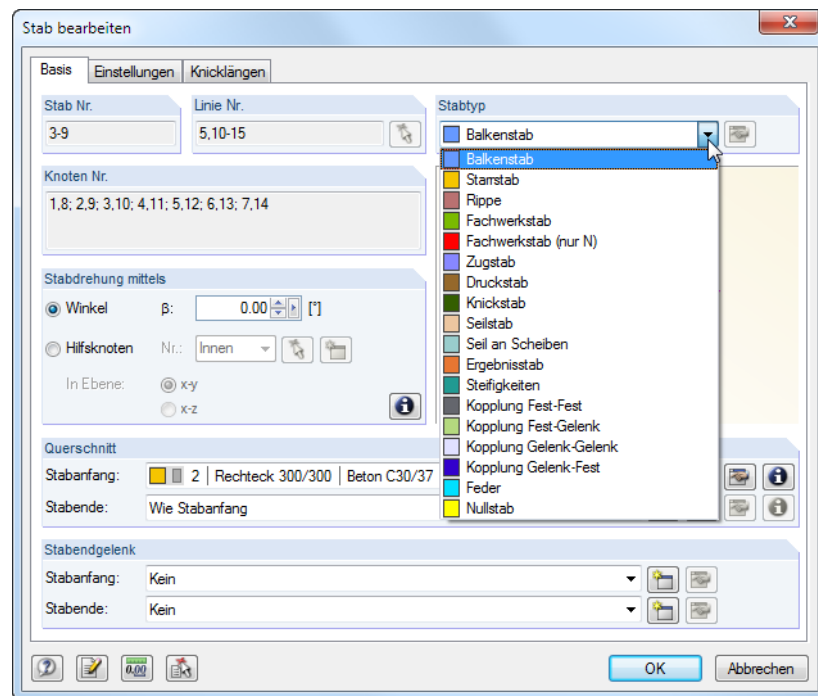 Stab bearbeiten
Basis
Einstellungen
Knicklängen
Stab Nr.
3-9
Linie Nr.
5,10-15
Stabtyp
Balkenstab
Balkenstab
Starrstab
Rippe
Fachwerkstab
Fachwerkstab (nur N)
Zugstab
Druckstab
Knickstab
Seilstab
Seil an Scheiben
Ergebnisstab
Steifigkeiten
Kopplung Fest-Fest
Kopplung Fest-Gelenk
Kopplung Gelenk-Gelenk
Kopplung Gelenk-Fest
Feder
Nullstab
Knoten Nr.
1,8; 2,9; 3,10; 4,11; 5,12; 6,13; 7,14
Stabdrehung mittels
Winkel β: 0.00 [°]
Hilfsknoten Nr.: Innen
In Ebene: x-y
x-z
Querschnitt
Stabanfang: 2 | Rechteck 300/300 | Beton C30/37
Stabende: Wie Stabanfang
Stabendgelenk
Stabanfang: Kein
Stabende: Kein
0.00
OK
Abbrechen